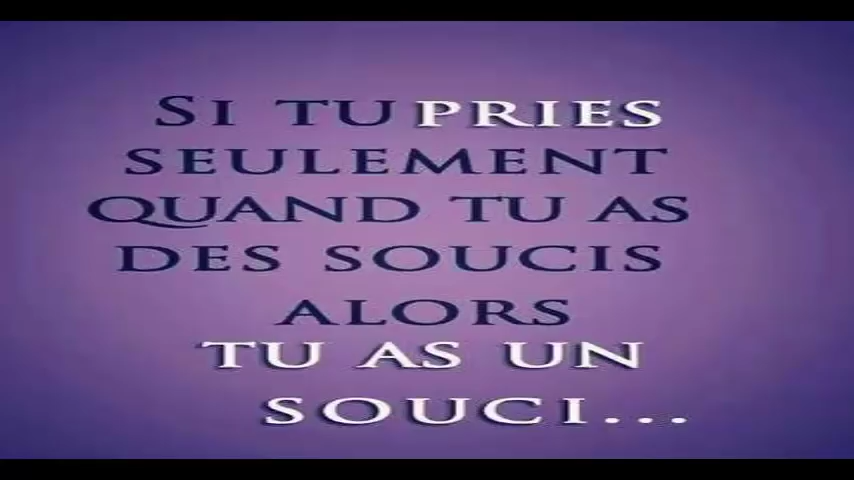 SI TU PRIES
SEULEMENT
QUAND TU AS
DES SOUCIS
ALORS
TU AS UN
SOUCI...